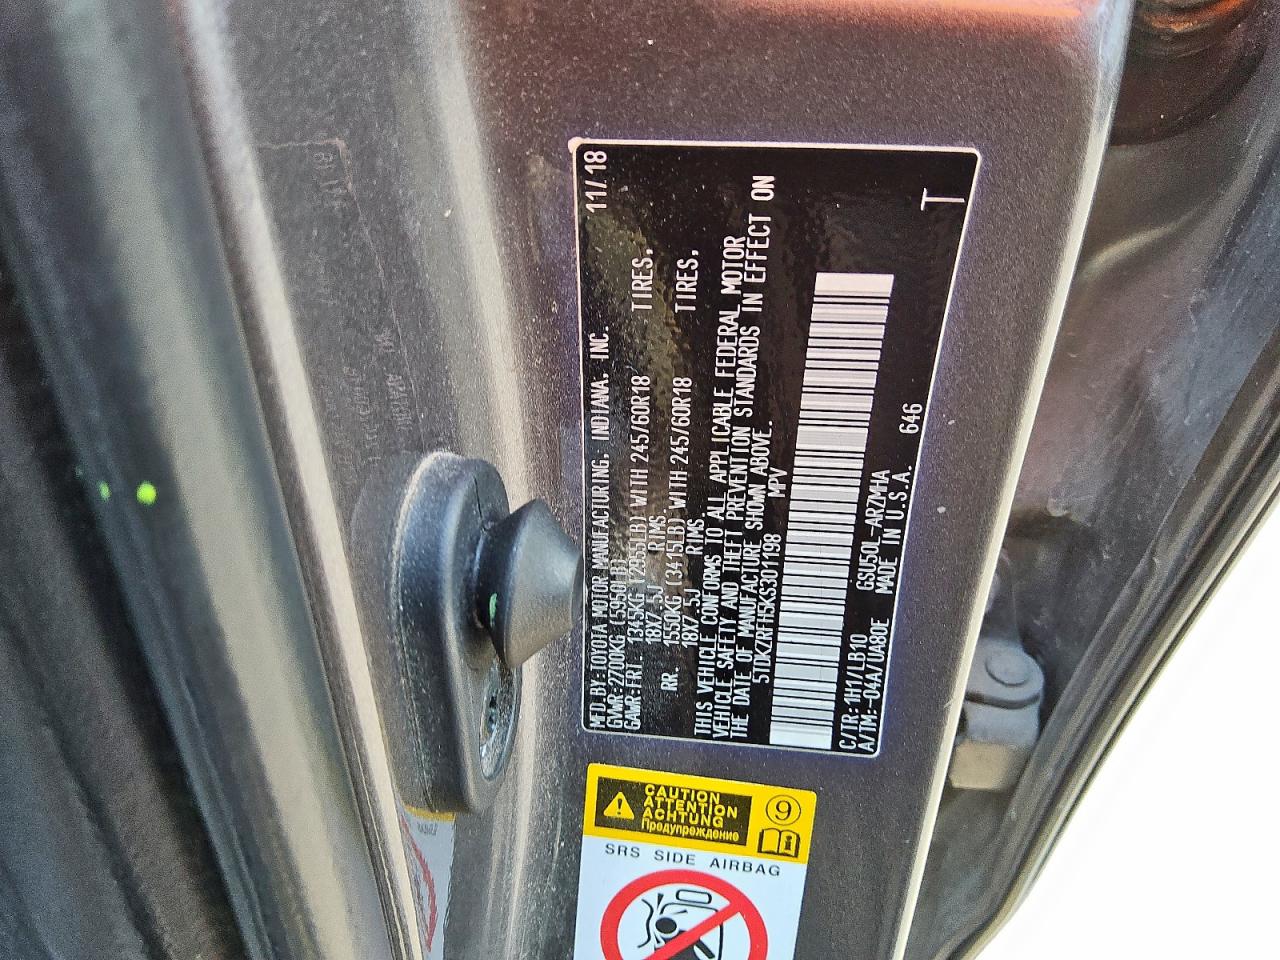 MFD.BY:TOYOTA MOTOR MANUFACTURING, INDIANA, INC. 11/18
GVWR:2700KG (5950LB)
GAWR:FRT. 1345KG (2965LB) WITH 245/60R18 TIRES,
18X7.5J RIMS
RR. 1550KG (3415LB) WITH 245/60R18 TIRES,
18X7.5J RIMS
THIS VEHICLE CONFORMS TO ALL APPLICABLE FEDERAL MOTOR
VEHICLE SAFETY AND THEFT PREVENTION STANDARDS IN EFFECT ON
THE DATE OF MANUFACTURE SHOWN ABOVE.
5TDKZRFH5KS301198 MPV
C/TR:1H1/LB10 GSU50L-ARZMHA
A/TM:-04A/UA80E MADE IN U.S.A. 646
T
CAUTION
ATTENTION
ACHTUNG
Предупреждение
9
i
SRS SIDE AIRBAG